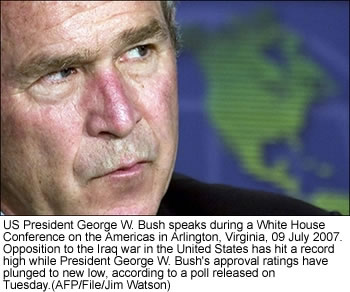 US President George W. Bush speaks during a White House
Conference on the Americas in Arlington, Virginia, 09 July 2007.
Opposition to the Iraq war in the United States has hit a record
high while President George W. Bush's approval ratings have
plunged to new low, according to a poll released on
Tuesday.(AFP/File/Jim Watson)